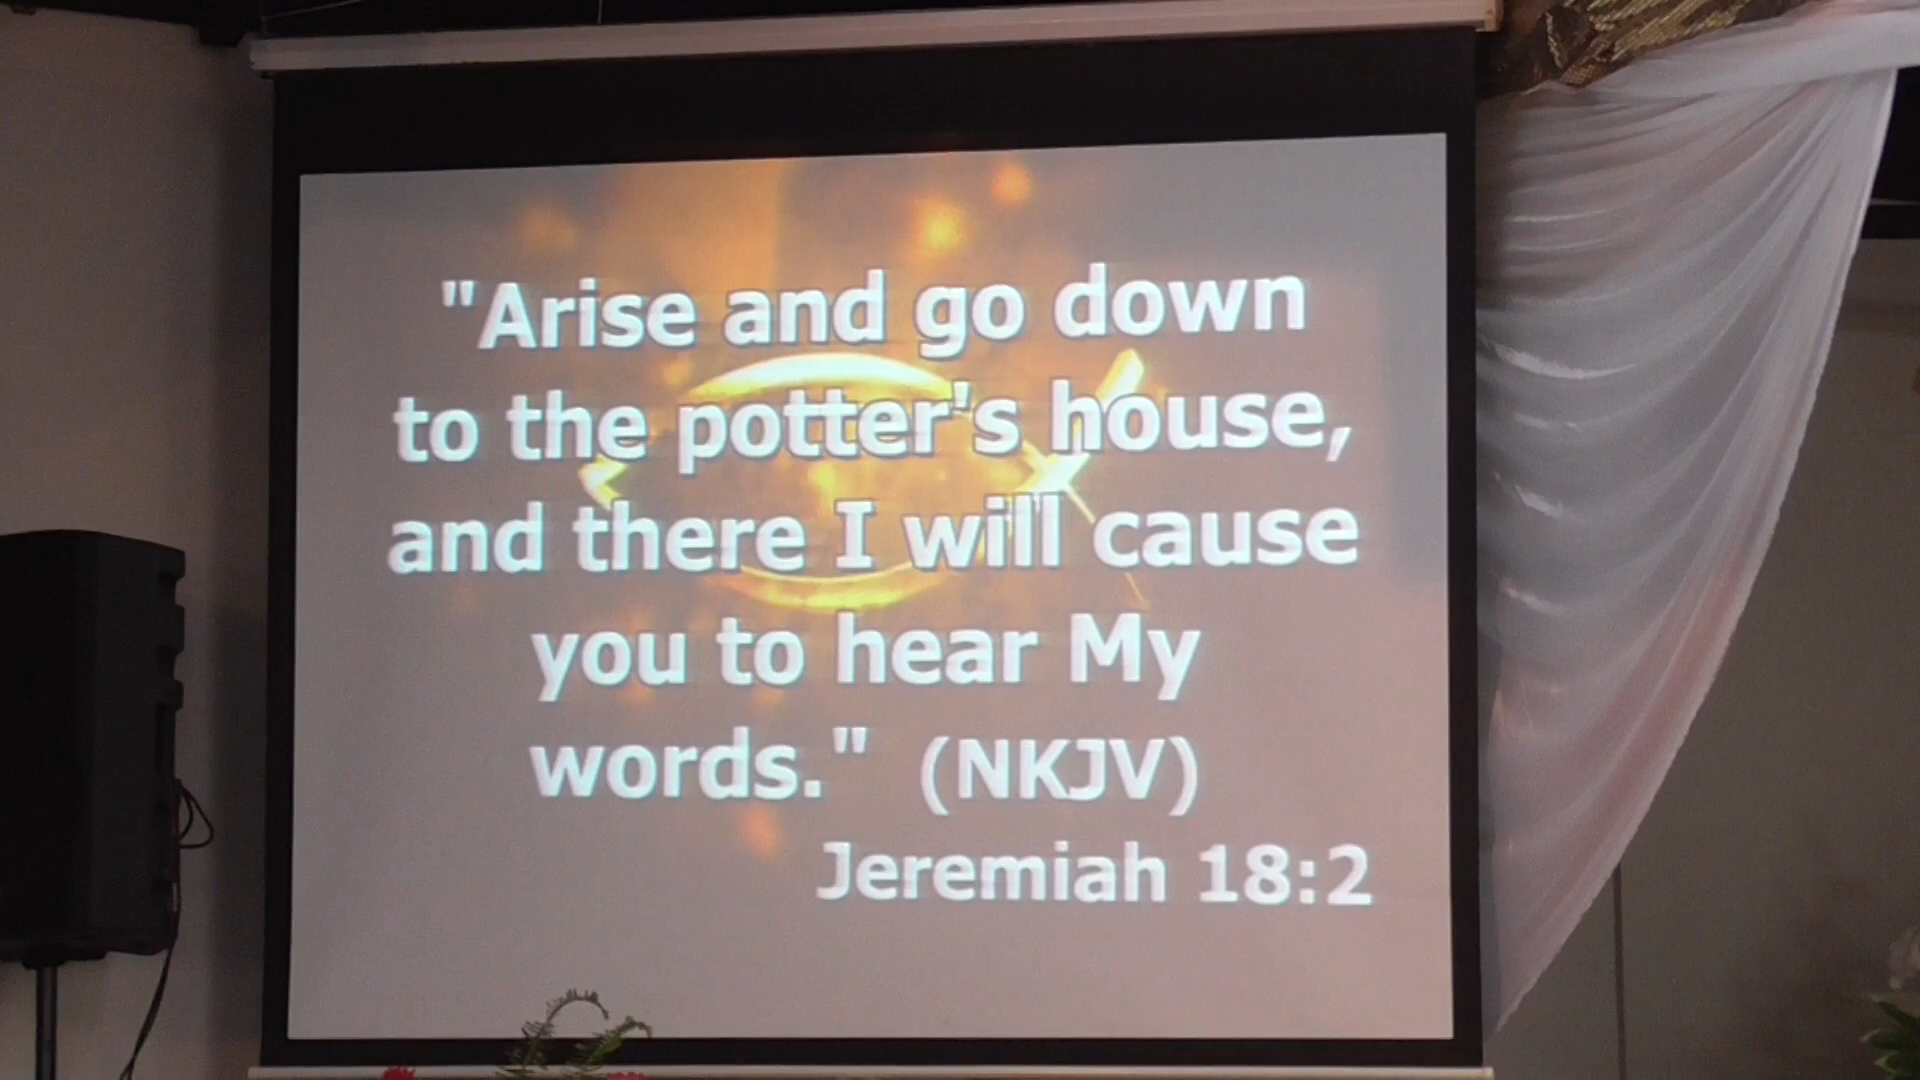 "Arise and go down
to the potter's house,
and there I will cause
you to hear My
words." (NKJV)
Jeremiah 18:2